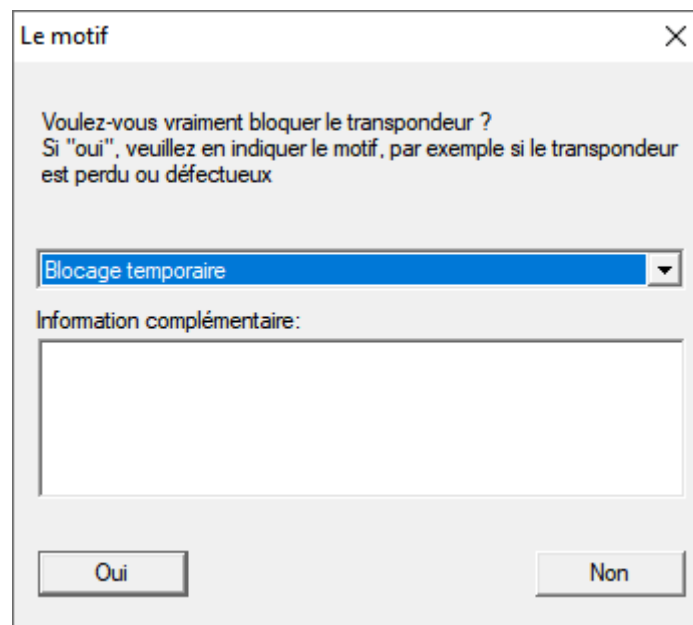 Le motif
Voulez-vous vraiment bloquer le transpondeur ?
Si "oui", veuillez en indiquer le motif, par exemple si le transpondeur
est perdu ou défectueux
Blocage temporaire
Information complémentaire:
Oui
Non